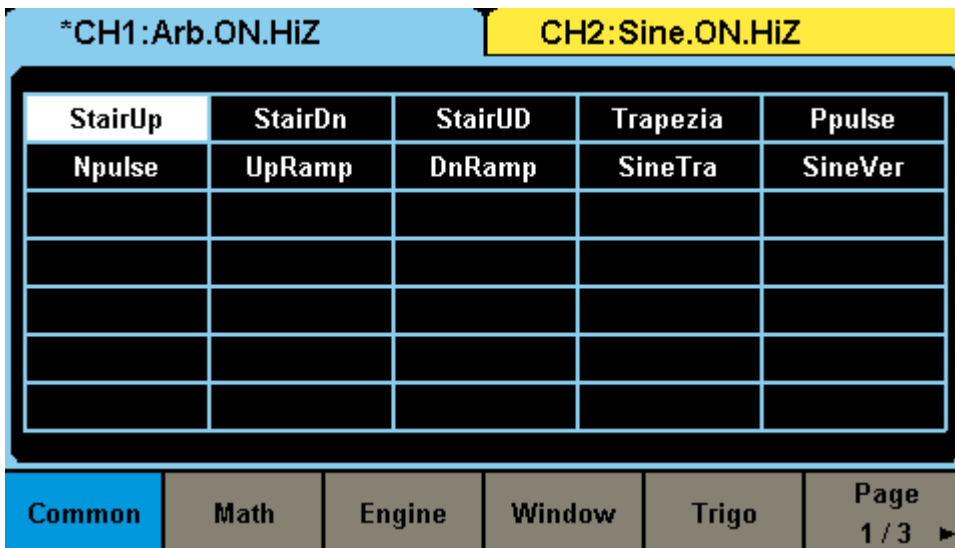 *CH1:Arb.ON.HiZ CH2:Sine.ON.HiZ
StairUp StairDn StairUD Trapezia Ppulse
Npulse UpRamp DnRamp SineTra SineVer
Common Math Engine Window Trigo Page
1/3 ►